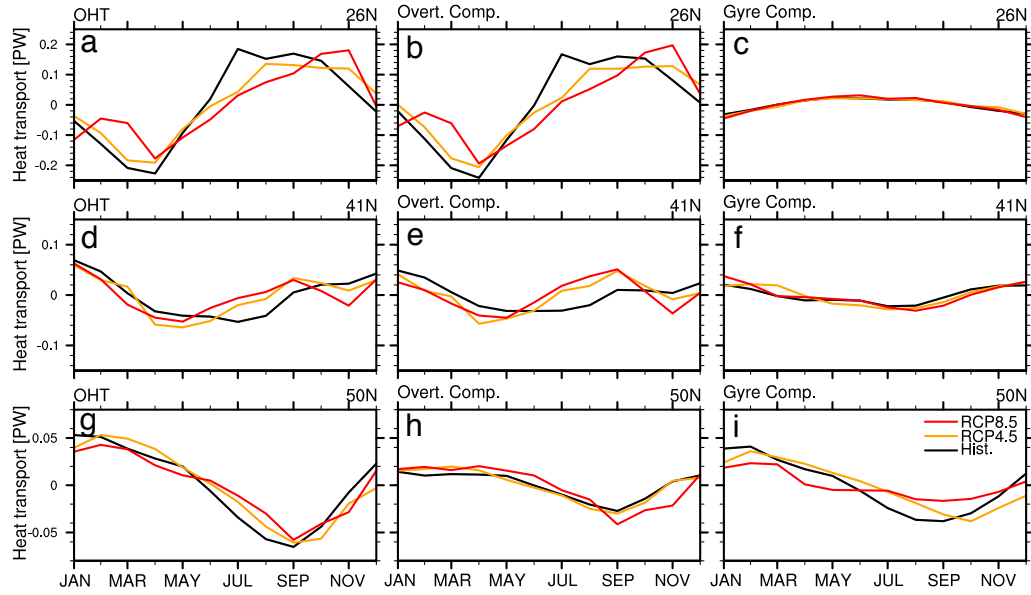 OHT 26N Overt. Comp. 26N Gyre Comp. 26N
a b c
Heat transport [PW]
0.2
0.1
0
-0.1
-0.2
OHT 41N Overt. Comp. 41N Gyre Comp. 41N
d e f
Heat transport [PW]
0.1
0
-0.1
OHT 50N Overt. Comp. 50N Gyre Comp. 50N
g h i
Heat transport [PW]
0.05
0
-0.05
RCP8.5
RCP4.5
Hist.
JAN MAR MAY JUL SEP NOV JAN MAR MAY JUL SEP NOV JAN MAR MAY JUL SEP NOV